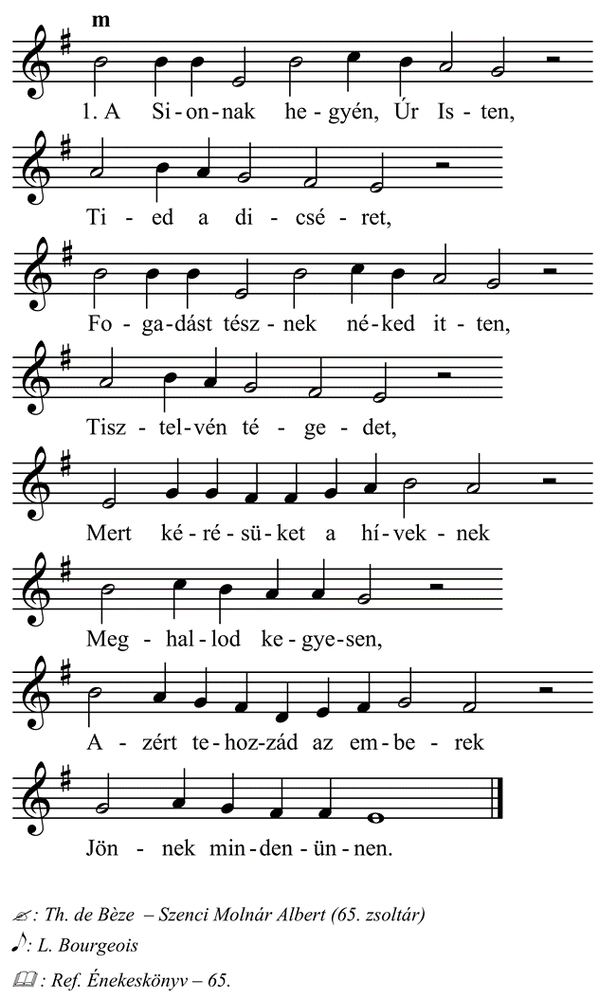 m
1. A Si-on-nak he-gyén, Úr Is-ten,
Ti-ed a di-csé-ret,
Fo-ga-dást tész-nek né-ked it-ten,
Tisz-tel-vén té-ge-det,
Mert ké-ré-sü-ket a hí-vek-nek
Meg-hal-lod ke-gye-sen,
A-zért te-hoz-zád az em-be-rek
Jön-nek min-den-ün-nen.
: Th. de Bèze – Szenci Molnár Albert (65. zsoltár)
: L. Bourgeois
: Ref. Énekeskönyv – 65.